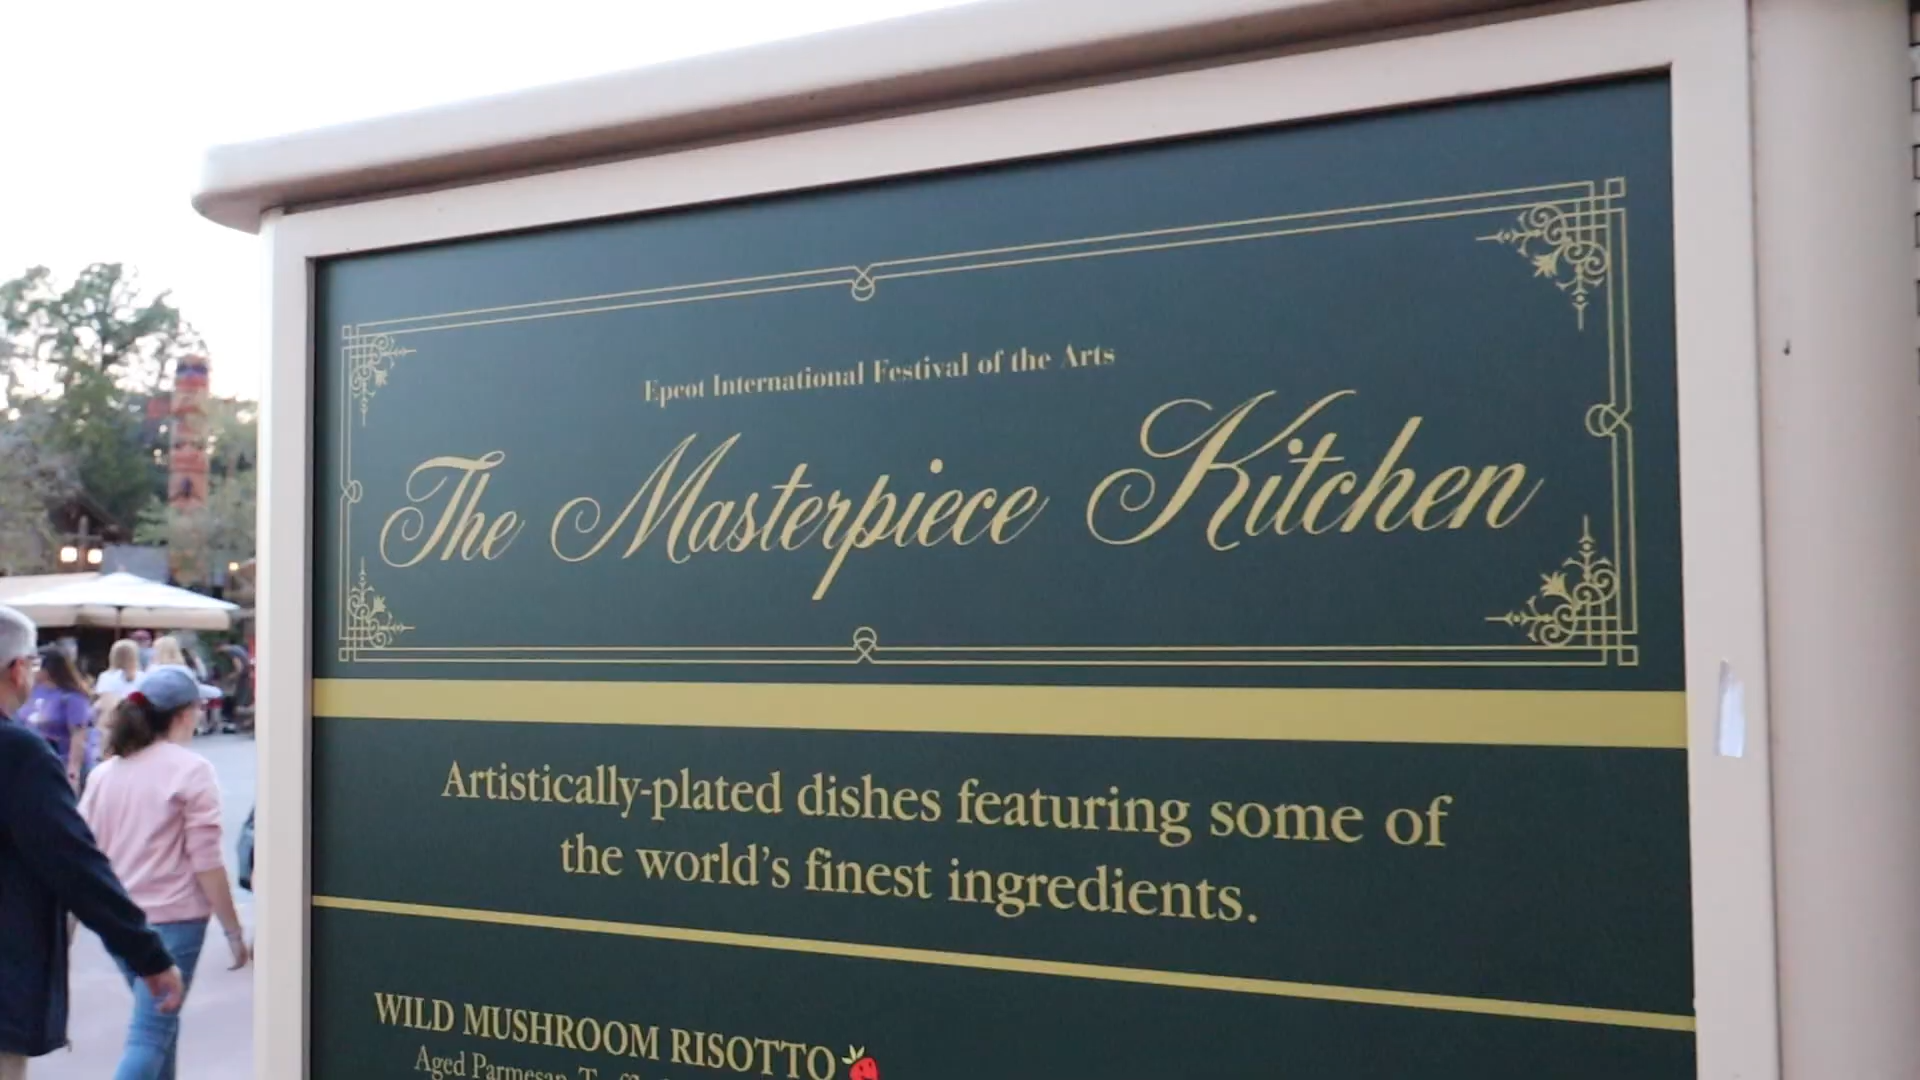 Epcot International Festival of the Arts
The Masterpiece Kitchen
Artistically-plated dishes featuring some of
the world's finest ingredients.
WILD MUSHROOM RISOTTO
Aged Parmesan,